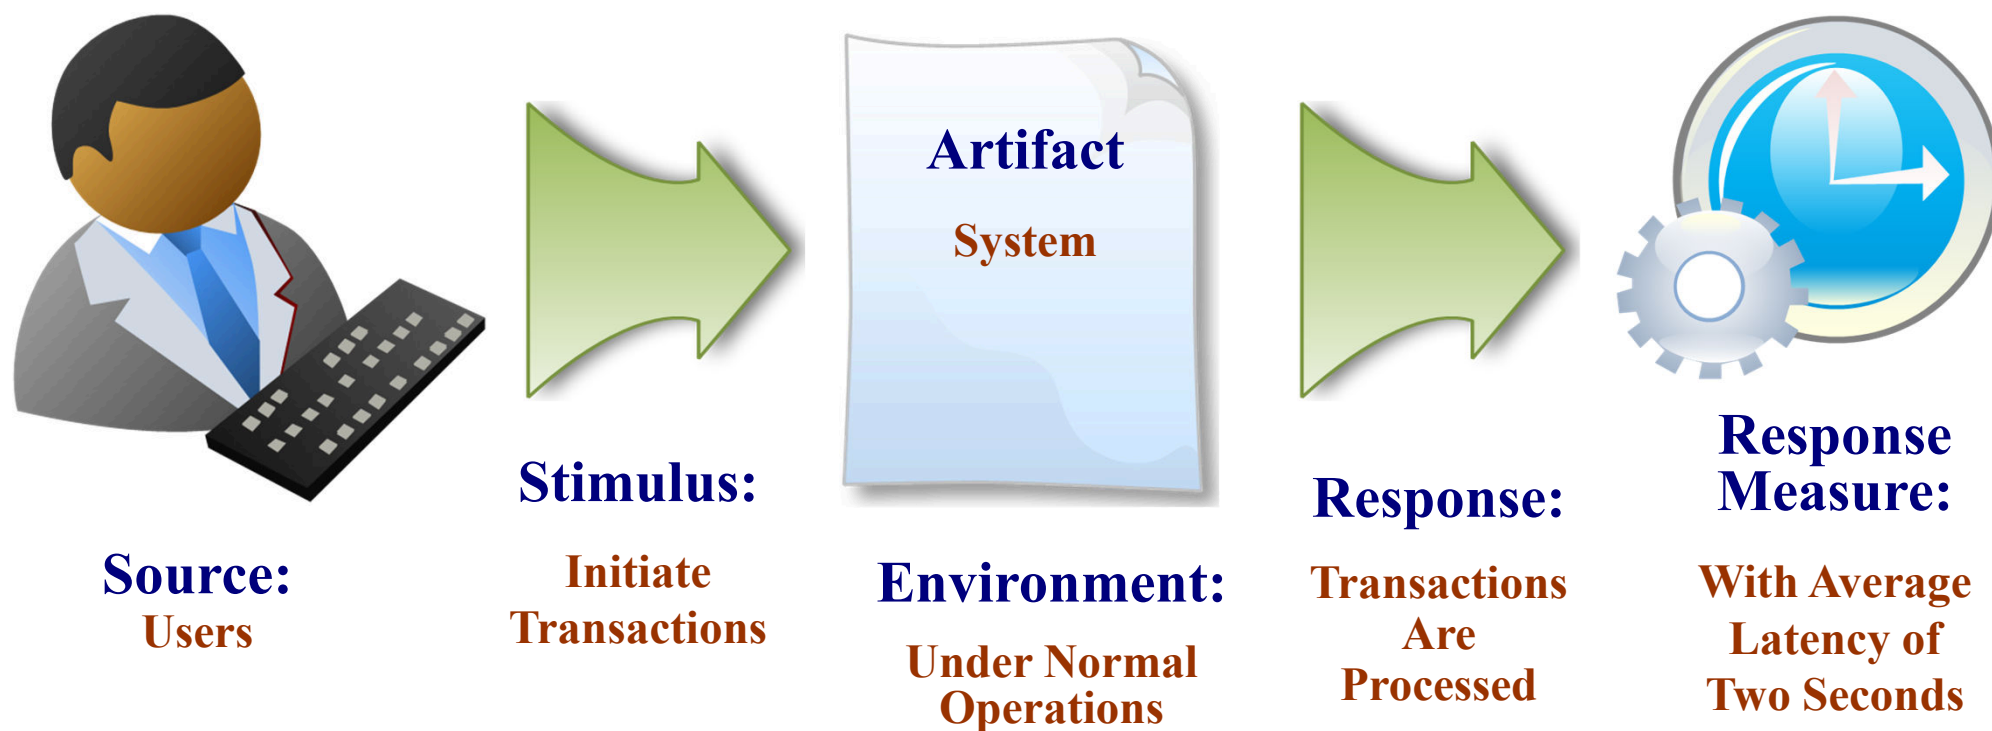 Source:
Users
Stimulus:
Initiate
Transactions
Artifact
System
Environment:
Under Normal
Operations
Response:
Transactions
Are
Processed
Response
Measure:
With Average
Latency of
Two Seconds